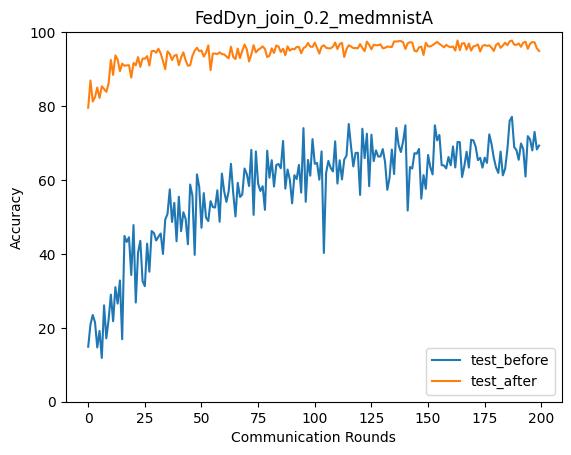 FedDyn_join_0.2_medmnistA
Accuracy
100
80
60
40
20
0
0 25 50 75 100 125 150 175 200
Communication Rounds
test_before
test_after